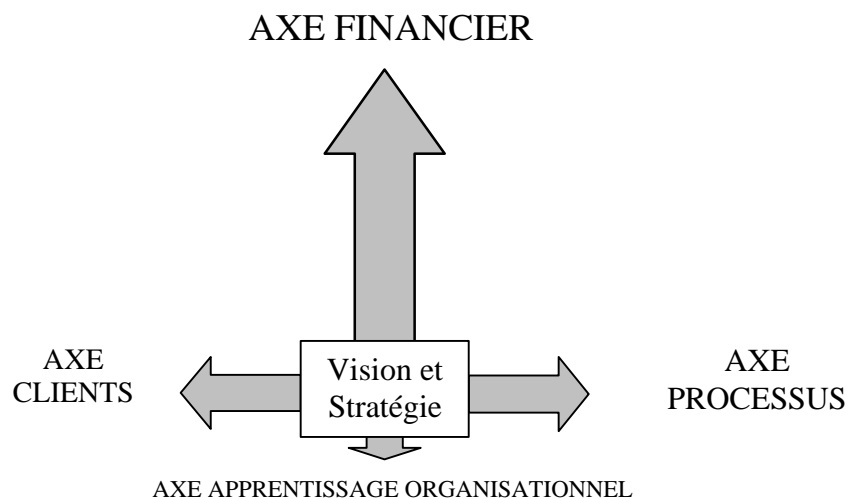 AXE FINANCIER
AXE
CLIENTS
Vision et
Stratégie
AXE
PROCESSUS
AXE APPRENTISSAGE ORGANISATIONNEL